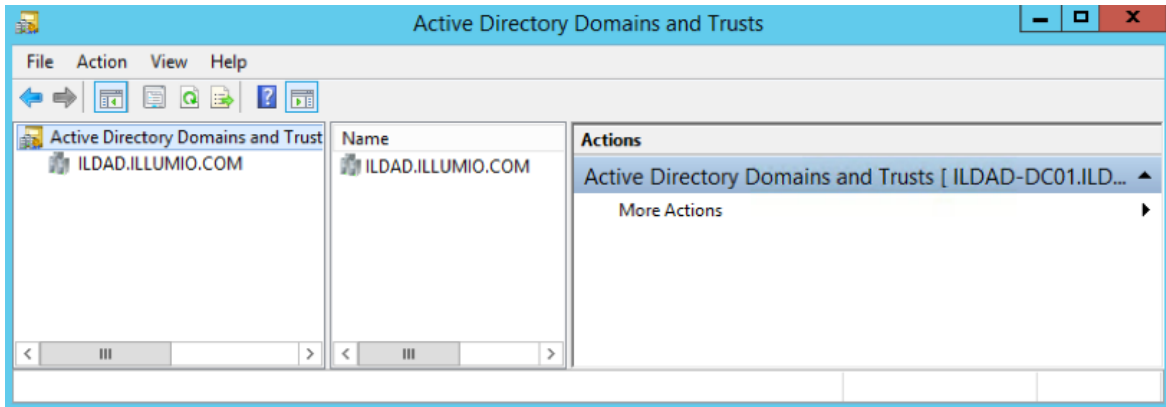 Active Directory Domains and Trusts
File Action View Help
Active Directory Domains and Trust
ILDAD.ILLUMIO.COM
Name
ILDAD.ILLUMIO.COM
Actions
Active Directory Domains and Trusts [ ILDAD-DC01.ILD...
More Actions